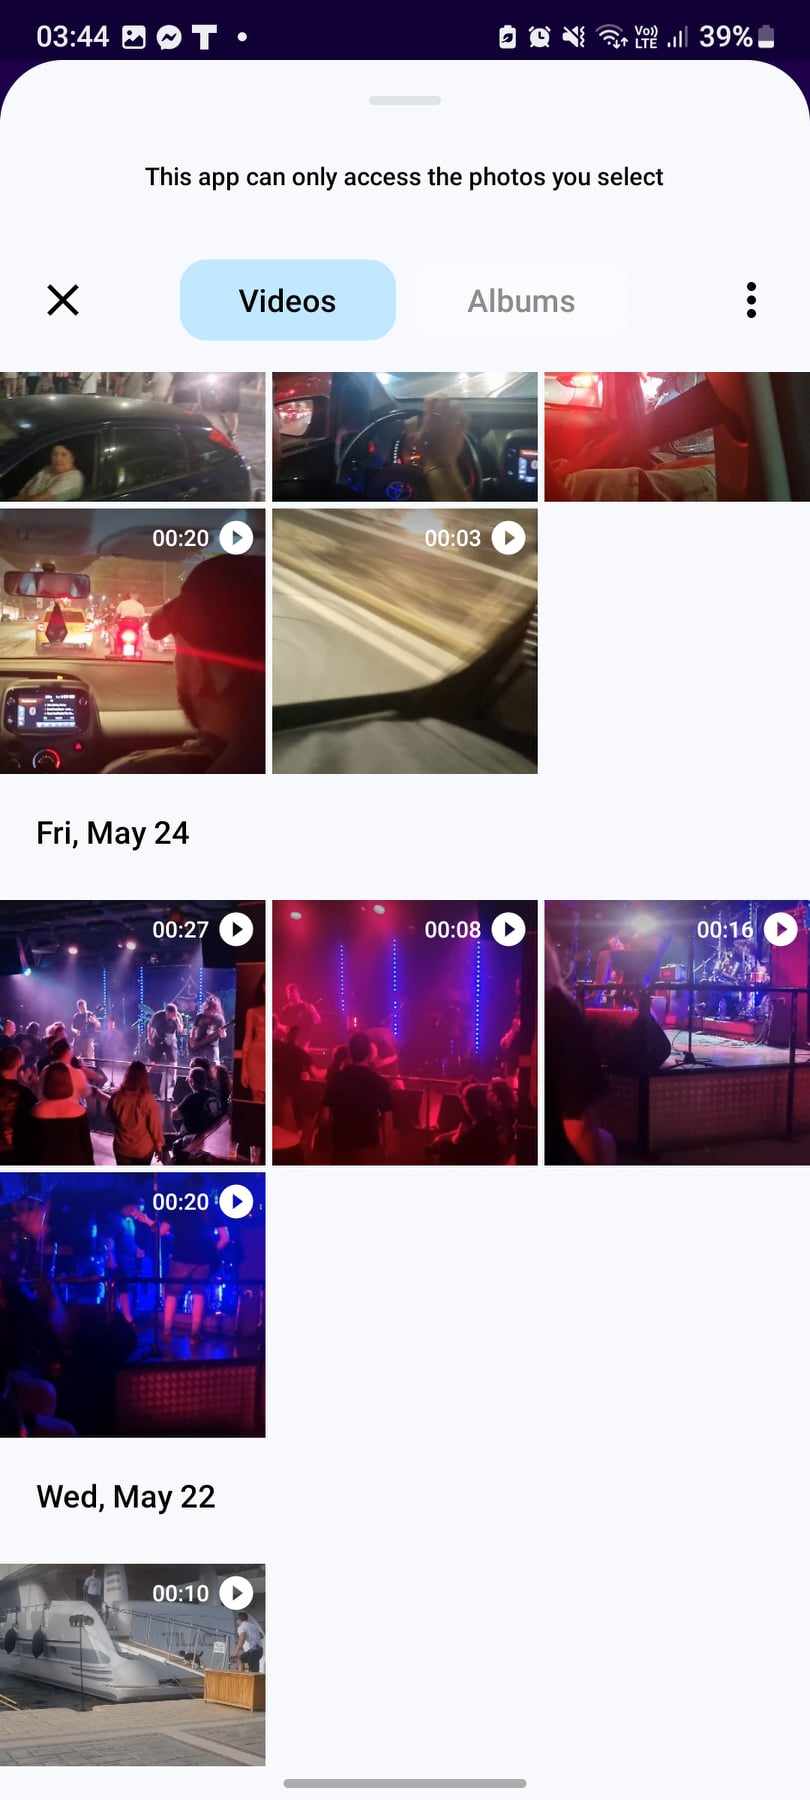 03:44
Vo)) LTE 39%
This app can only access the photos you select
Videos Albums
00:20 00:03
Fri, May 24
00:27 00:08 00:16
00:20
Wed, May 22
00:10